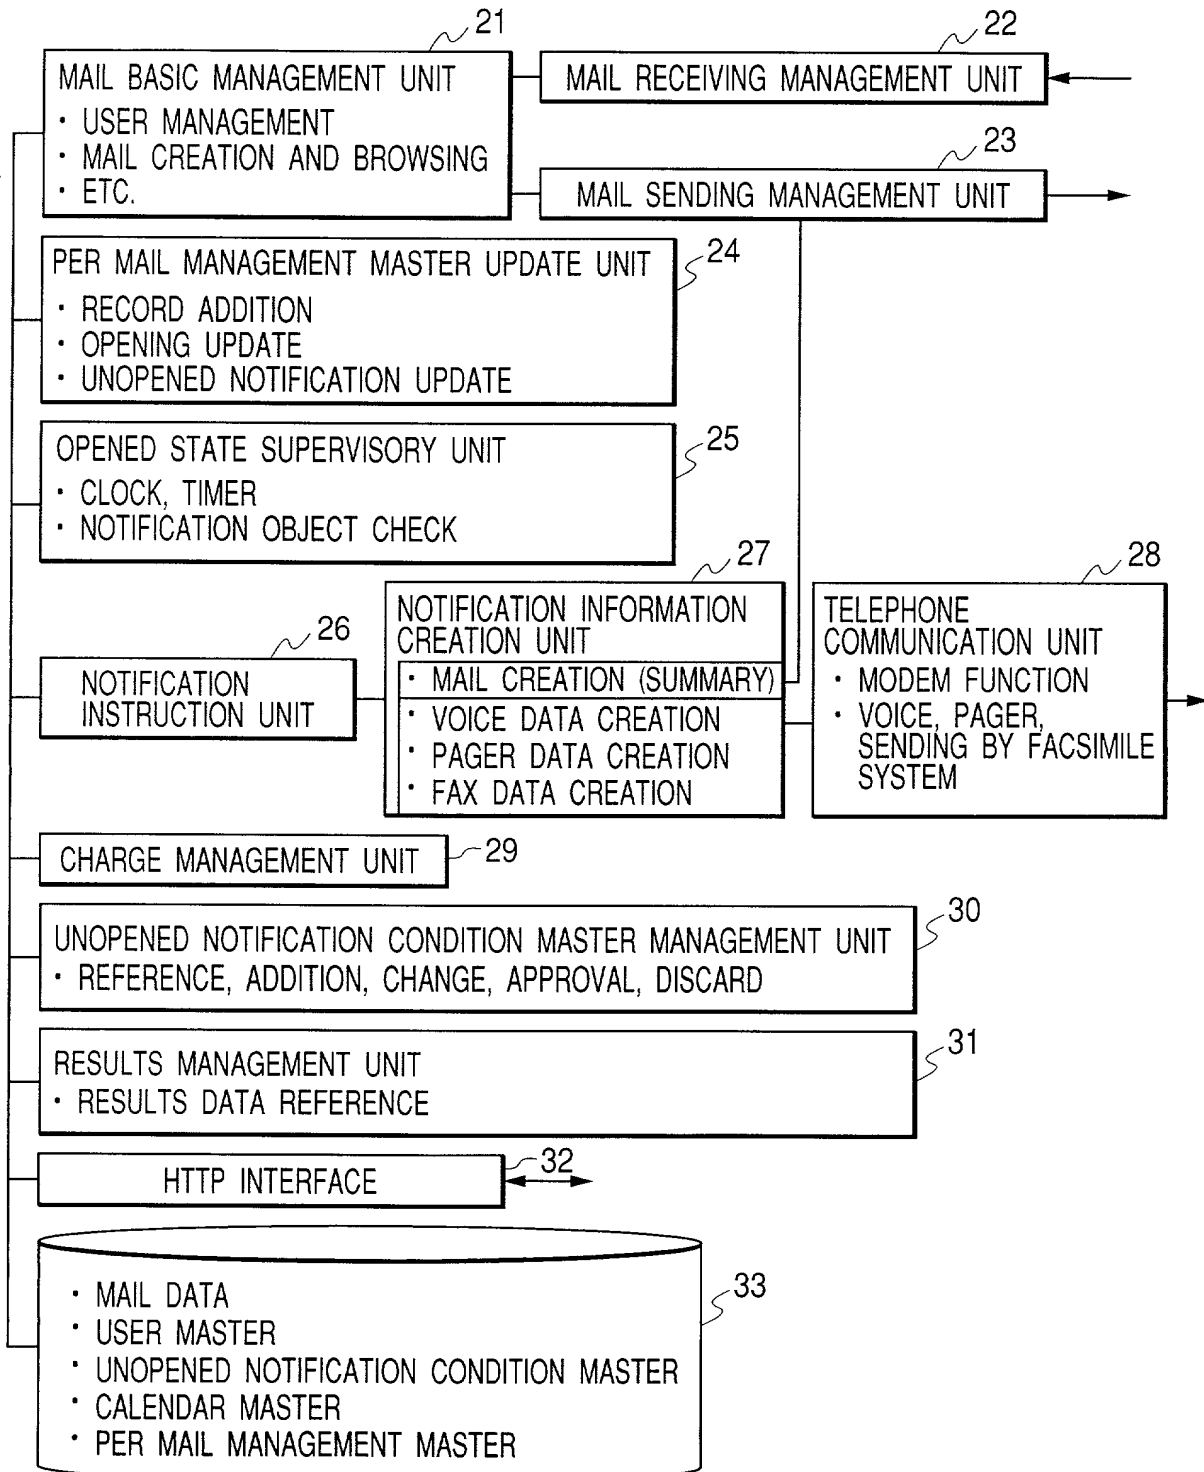 21
MAIL BASIC MANAGEMENT UNIT
· USER MANAGEMENT
· MAIL CREATION AND BROWSING
· ETC.
22
MAIL RECEIVING MANAGEMENT UNIT
23
MAIL SENDING MANAGEMENT UNIT
24
PER MAIL MANAGEMENT MASTER UPDATE UNIT
· RECORD ADDITION
· OPENING UPDATE
· UNOPENED NOTIFICATION UPDATE
25
OPENED STATE SUPERVISORY UNIT
· CLOCK, TIMER
· NOTIFICATION OBJECT CHECK
26
NOTIFICATION
INSTRUCTION UNIT
27
NOTIFICATION INFORMATION
CREATION UNIT
· MAIL CREATION (SUMMARY)
· VOICE DATA CREATION
· PAGER DATA CREATION
· FAX DATA CREATION
28
TELEPHONE
COMMUNICATION UNIT
· MODEM FUNCTION
· VOICE, PAGER,
SENDING BY FACSIMILE
SYSTEM
CHARGE MANAGEMENT UNIT
29
30
UNOPENED NOTIFICATION CONDITION MASTER MANAGEMENT UNIT
· REFERENCE, ADDITION, CHANGE, APPROVAL, DISCARD
31
RESULTS MANAGEMENT UNIT
· RESULTS DATA REFERENCE
32
HTTP INTERFACE
33
· MAIL DATA
· USER MASTER
· UNOPENED NOTIFICATION CONDITION MASTER
· CALENDAR MASTER
· PER MAIL MANAGEMENT MASTER